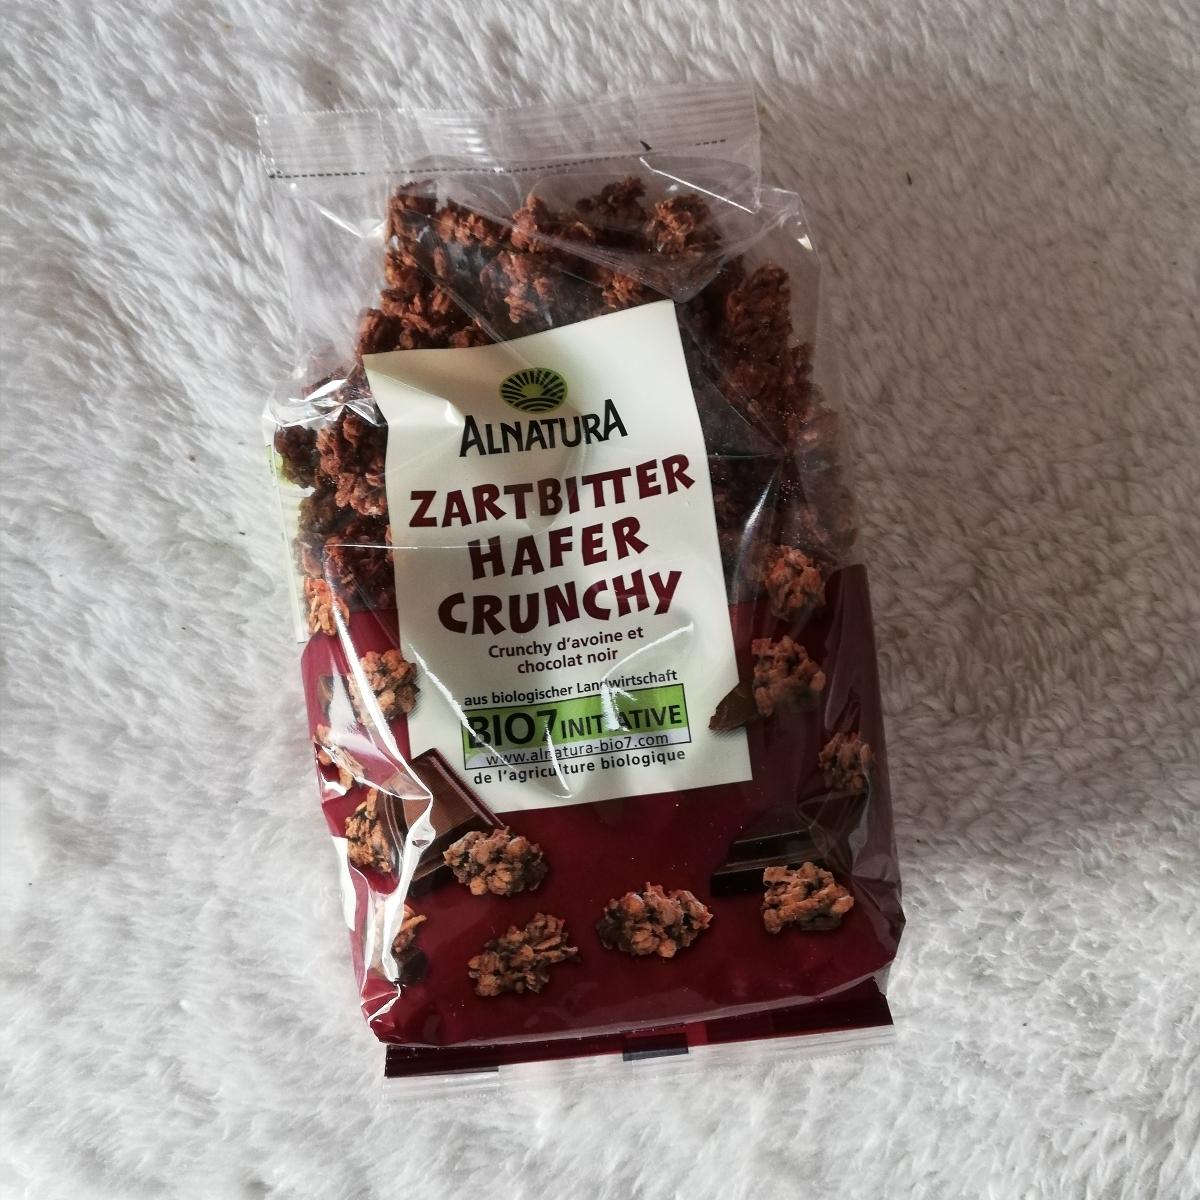 ALNATURA
ZARTBITTER
HAFER
CRUNCHY
Crunchy d'avoine et
chocolat noir
aus biologischer Landwirtschaft
BIO7 INITIATIVE
www.alnatura-bio7.com
de l'agriculture biologique